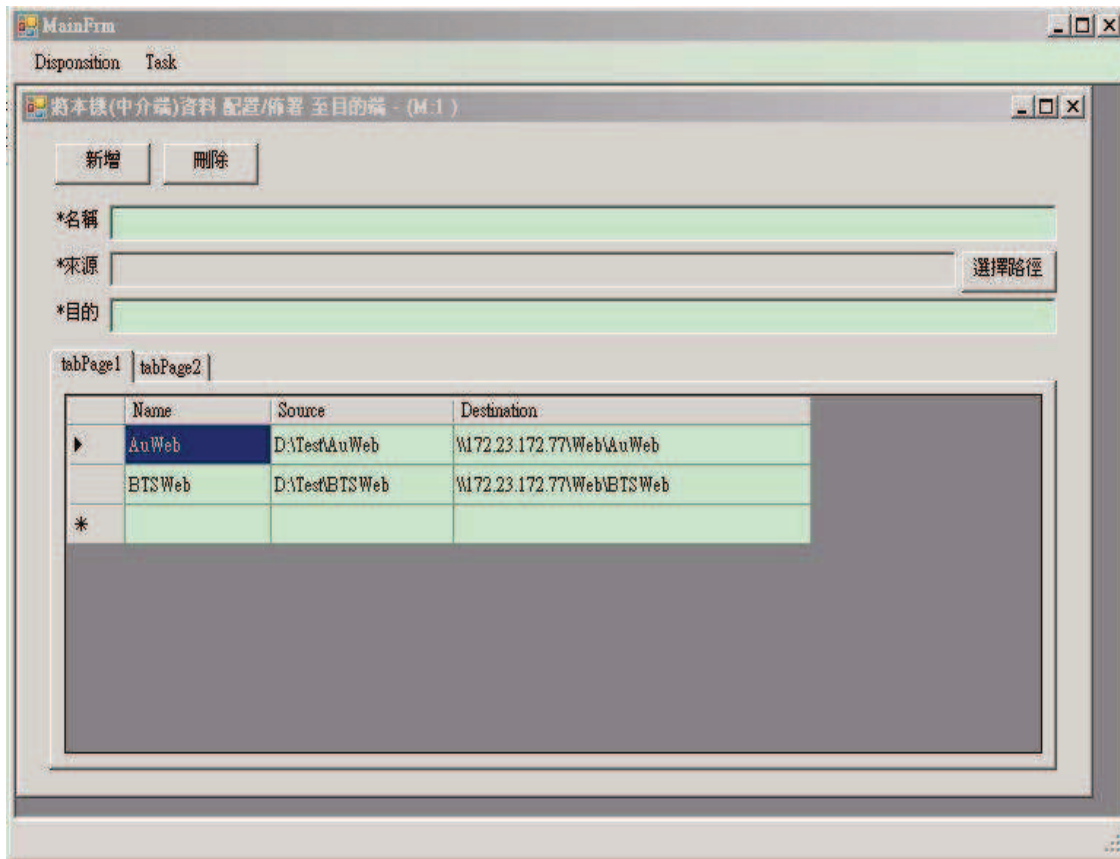 MainFrm
Disponsition Task
將本機(中介端)資料 配置/佈署 至目的端 - (M:1 )
新增 刪除
*名稱
*來源 選擇路徑
*目的
tabPage1 tabPage2
Name Source Destination
AuWeb D:\Test\AuWeb \\172.23.172.77\Web\AuWeb
BTSWeb D:\Test\BTSWeb \\172.23.172.77\Web\BTSWeb